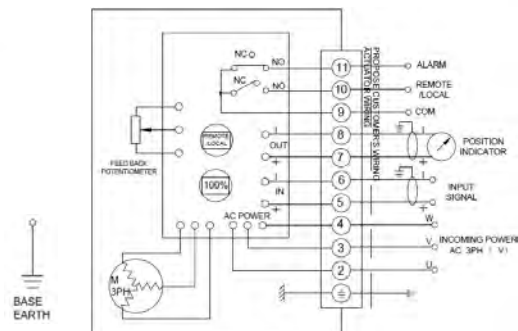 NC
NO
NC
NO
11
ALARM
10
REMOTE
/LOCAL
9
COM
PROPOSE CUSTOMER'S WIRING
ACTUATOR WIRING
REMOTE
/LOCAL
OUT
8
7
POSITION
INDICATOR
FEED BACK
POTENTIOMETER
100%
IN
6
5
INPUT
SIGNAL
AC POWER
4
W
3
V
INCOMING POWER
AC 3PH ( V)
2
U
M
3PH
BASE
EARTH